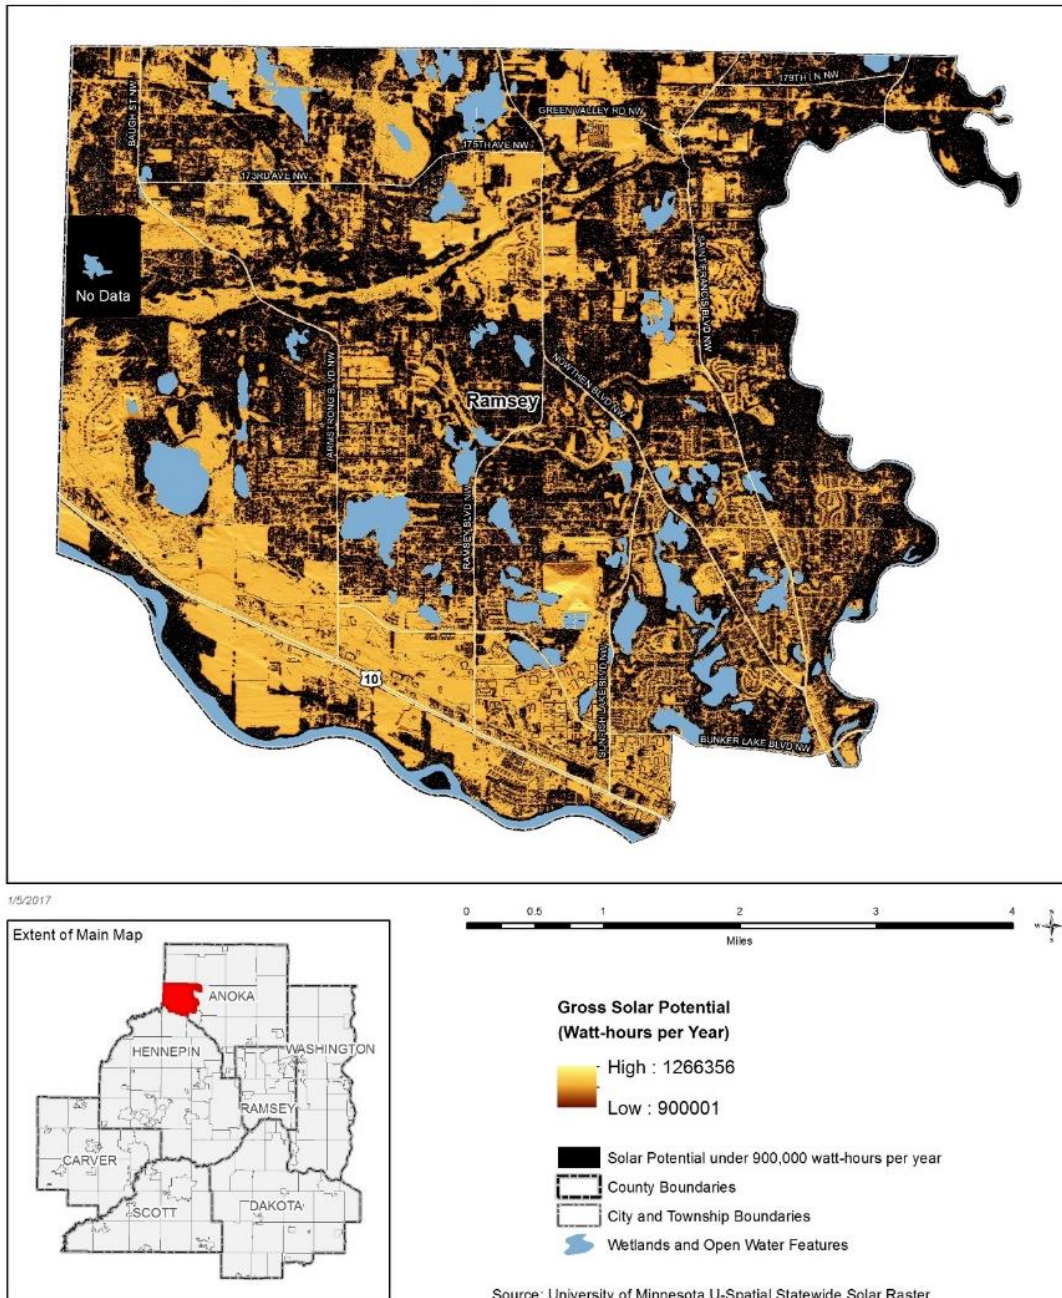 179TH LN NW
GREEN VALLEY RD NW
BAUGH ST NW
175TH AVE NW
173RD AVE NW
SAINT FRANCIS BLVD NW
No Data
NOWTHEN BLVD NW
ARMSTRONG BLVD NW
Ramsey
RAMSEY BLVD NW
10
SUNFISH LAKE BLVD NW
BUNKER LAKE BLVD NW
1/5/2017
0 0.5 1 2 3 4
Miles
N
W E
S
Extent of Main Map
ANOKA
HENNEPIN
WASHINGTON
RAMSEY
CARVER
SCOTT
DAKOTA
Gross Solar Potential
(Watt-hours per Year)
High : 1266356
Low : 900001
Solar Potential under 900,000 watt-hours per year
County Boundaries
City and Township Boundaries
Wetlands and Open Water Features
Source: University of Minnesota U-Spatial Statewide Solar Raster